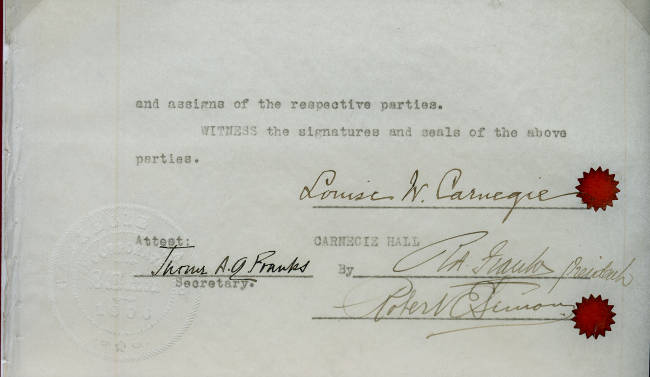 and assigns of the respective parties.
WITNESS the signatures and seals of the above
parties.
Louise W. Carnegie
Attest:
CARNEGIE HALL
Thomas A. G Franks
By R A Franks President
Secretary.
Robert E Simon